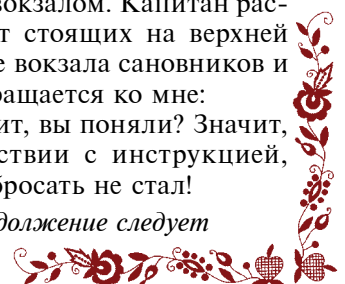 вокзалом. Капитан рас-
т стоящих на верхней
е вокзала сановников и
ращается ко мне:
ит, вы поняли? Значит,
ствии с инструкцией,
бросать не стал!
должение следует